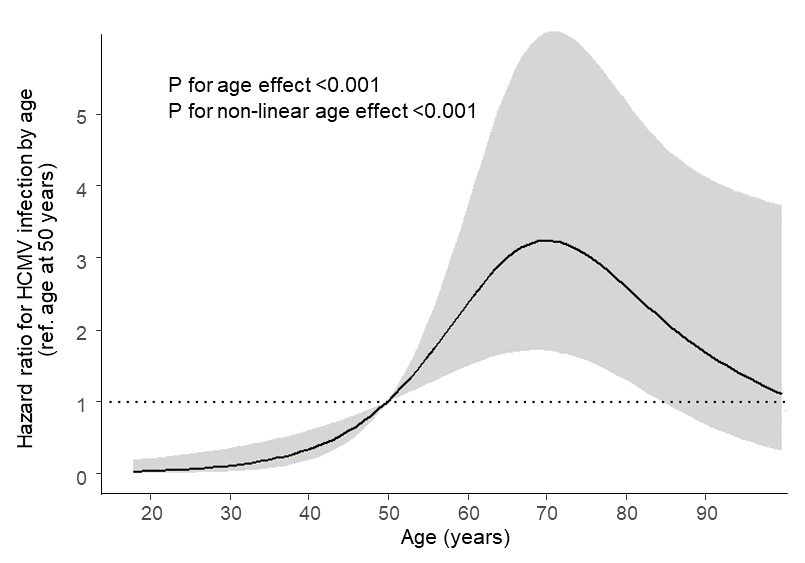 P for age effect <0.001
P for non-linear age effect <0.001
Hazard ratio for HCMV infection by age
(ref. age at 50 years)
5
4
3
2
1
0
20 30 40 50 60 70 80 90
Age (years)